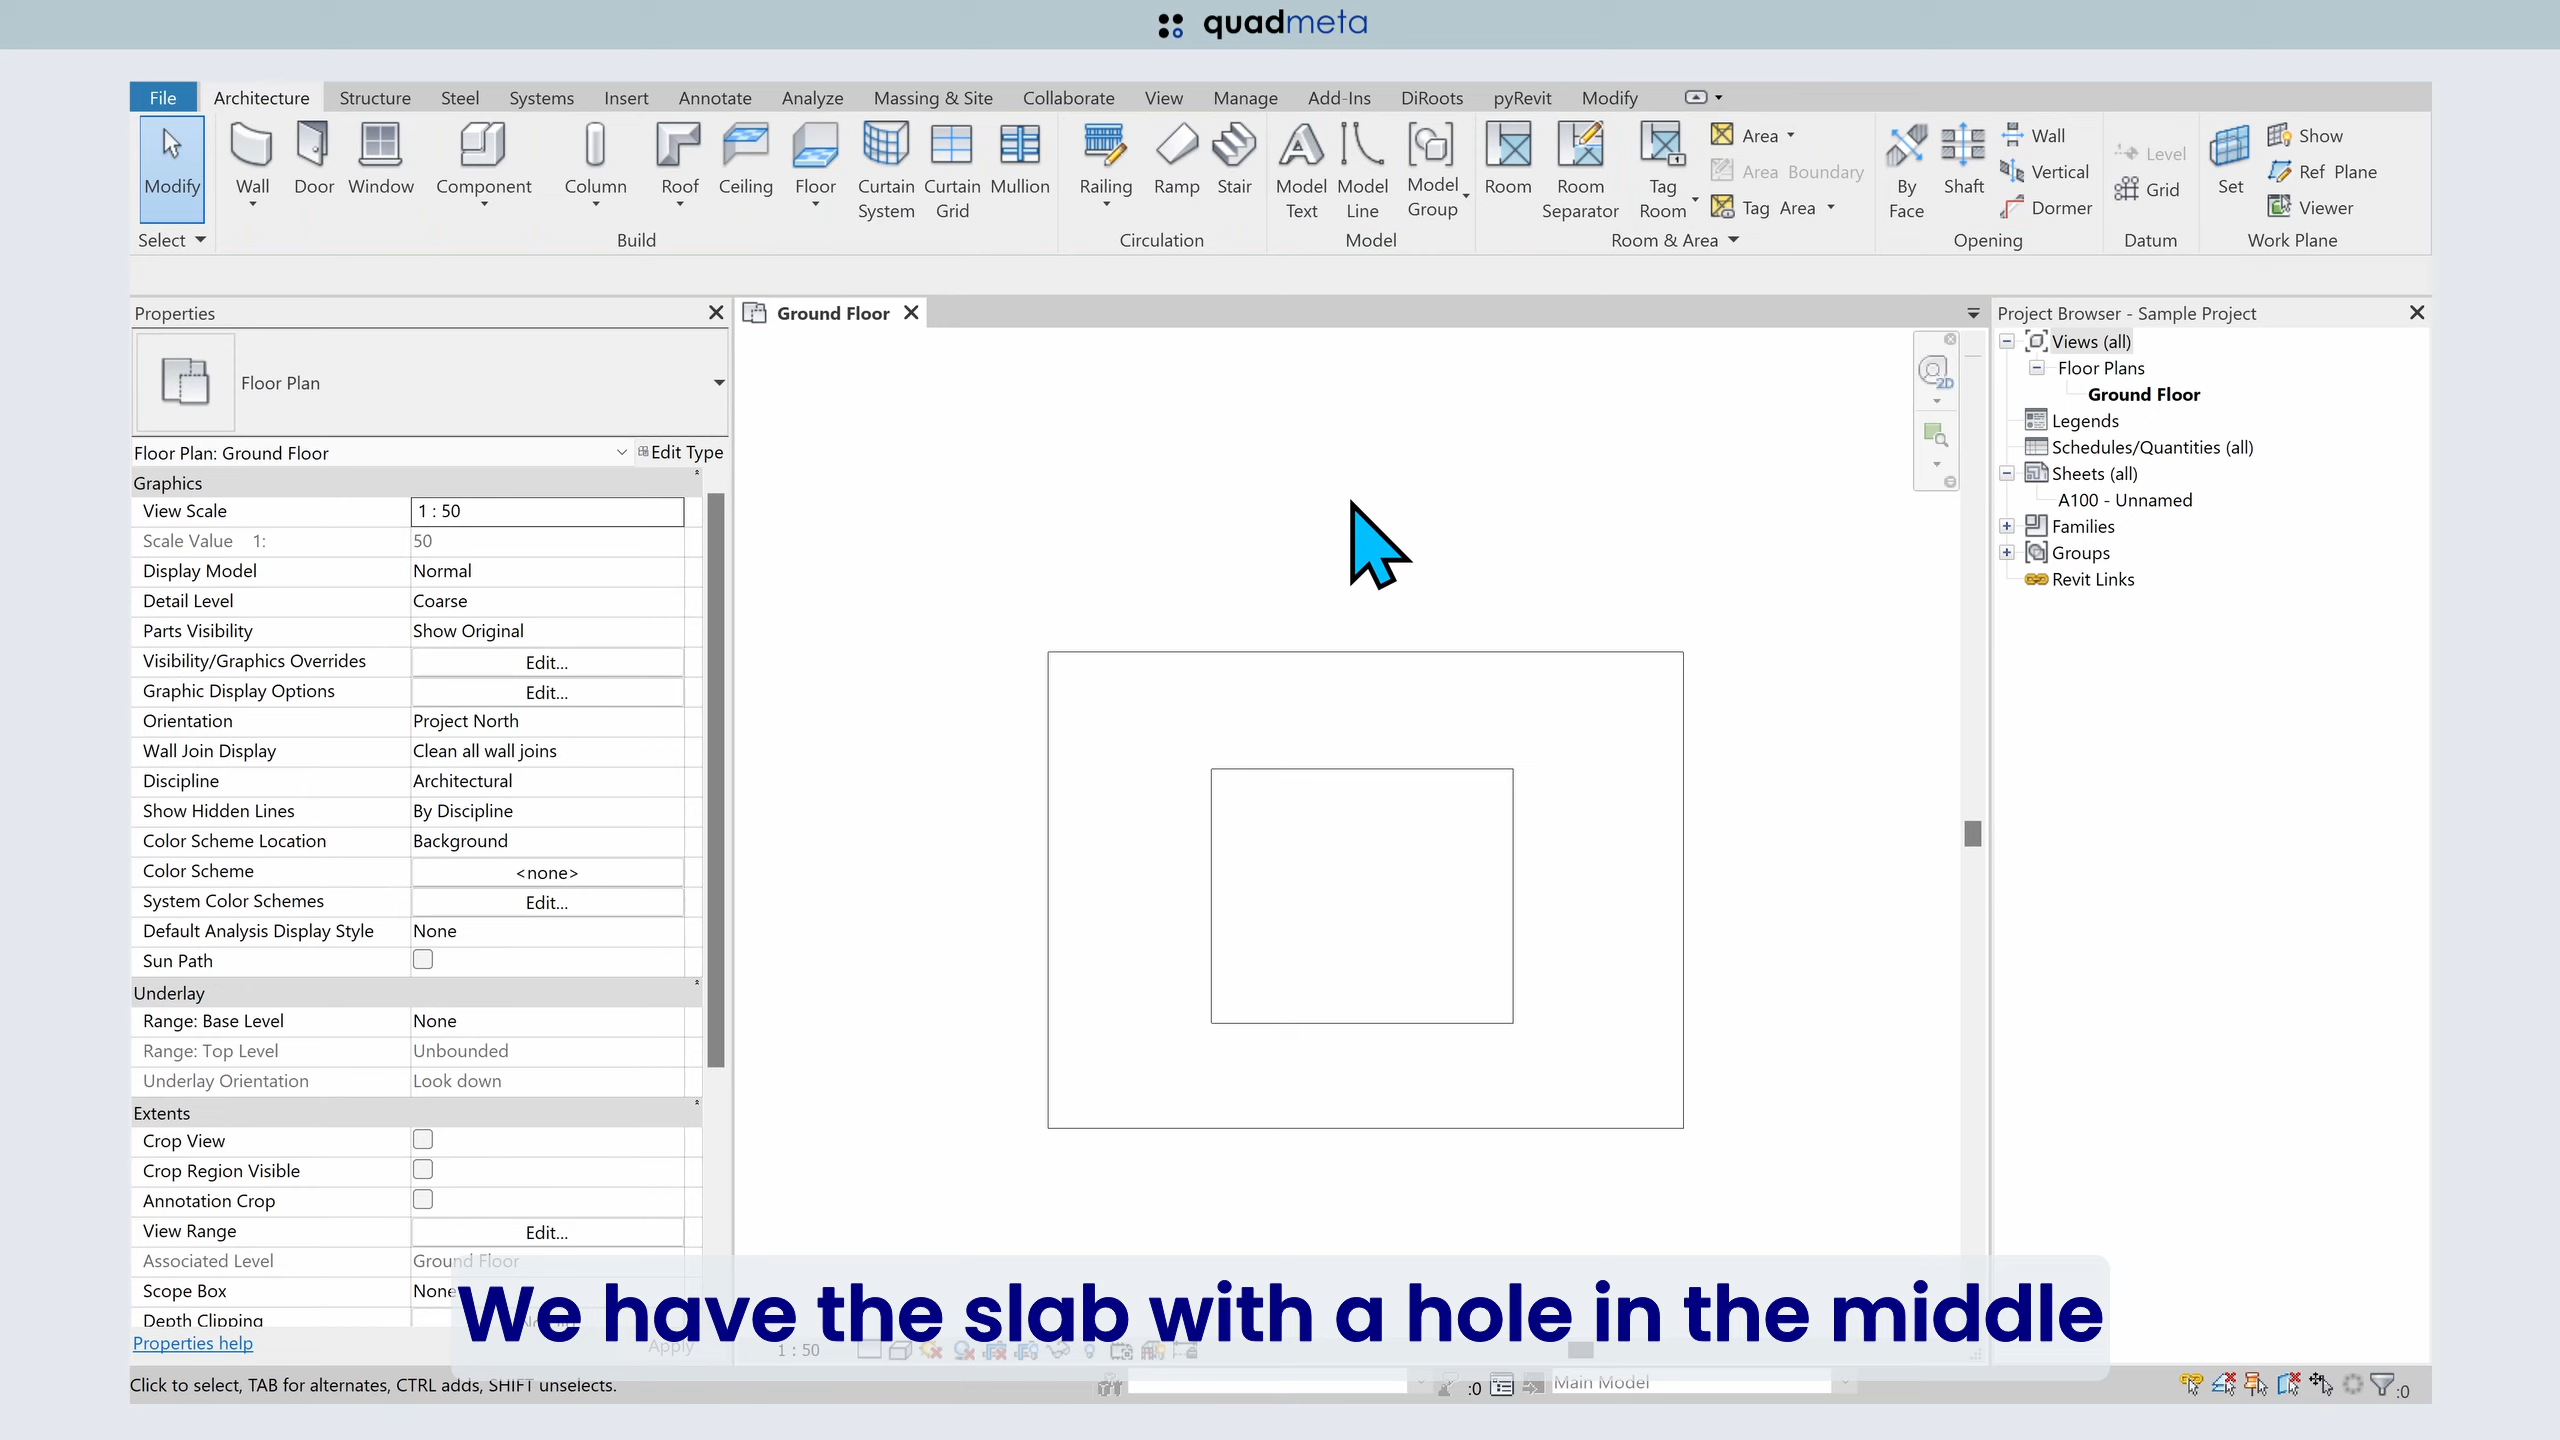 quadmeta
File Architecture Structure Steel Systems Insert Annotate Analyze Massing & Site Collaborate View Manage Add-Ins DiRoots pyRevit Modify
Modify Wall Door Window Component Column Roof Ceiling Floor Curtain System Curtain Grid Mullion Railing Ramp Stair Model Text Model Line Model Group Room Room Separator Tag Room Area Area Boundary Tag Area By Face Shaft Wall Vertical Dormer Level Grid Set Show Ref Plane Viewer
Select Build Circulation Model Room & Area Opening Datum Work Plane
Properties
Floor Plan
Floor Plan: Ground Floor Edit Type
Graphics
View Scale 1 : 50
Scale Value 1: 50
Display Model Normal
Detail Level Coarse
Parts Visibility Show Original
Visibility/Graphics Overrides Edit...
Graphic Display Options Edit...
Orientation Project North
Wall Join Display Clean all wall joins
Discipline Architectural
Show Hidden Lines By Discipline
Color Scheme Location Background
Color Scheme <none>
System Color Schemes Edit...
Default Analysis Display Style None
Sun Path
Underlay
Range: Base Level None
Range: Top Level Unbounded
Underlay Orientation Look down
Extents
Crop View
Crop Region Visible
Annotation Crop
View Range Edit...
Associated Level Ground Floor
Scope Box None
Depth Clipping
Properties help Apply
Ground Floor
2D
Project Browser - Sample Project
Views (all)
Floor Plans
Ground Floor
Legends
Schedules/Quantities (all)
Sheets (all)
A100 - Unnamed
Families
Groups
Revit Links
We have the slab with a hole in the middle
1 : 50
Click to select, TAB for alternates, CTRL adds, SHIFT unselects.
:0
Main Model
:0